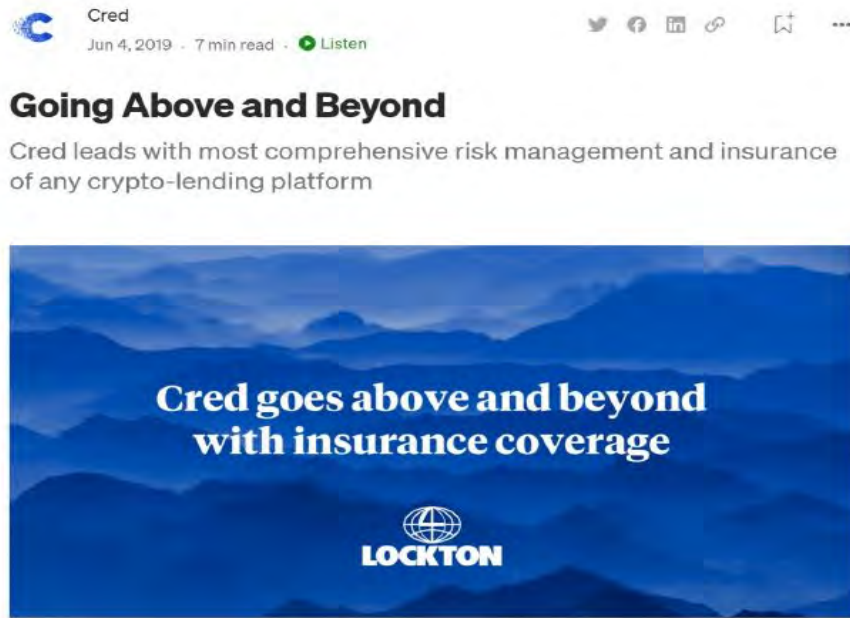 Cred
Jun 4, 2019 · 7 min read · Listen
Going Above and Beyond
Cred leads with most comprehensive risk management and insurance
of any crypto-lending platform
Cred goes above and beyond
with insurance coverage
LOCKTON